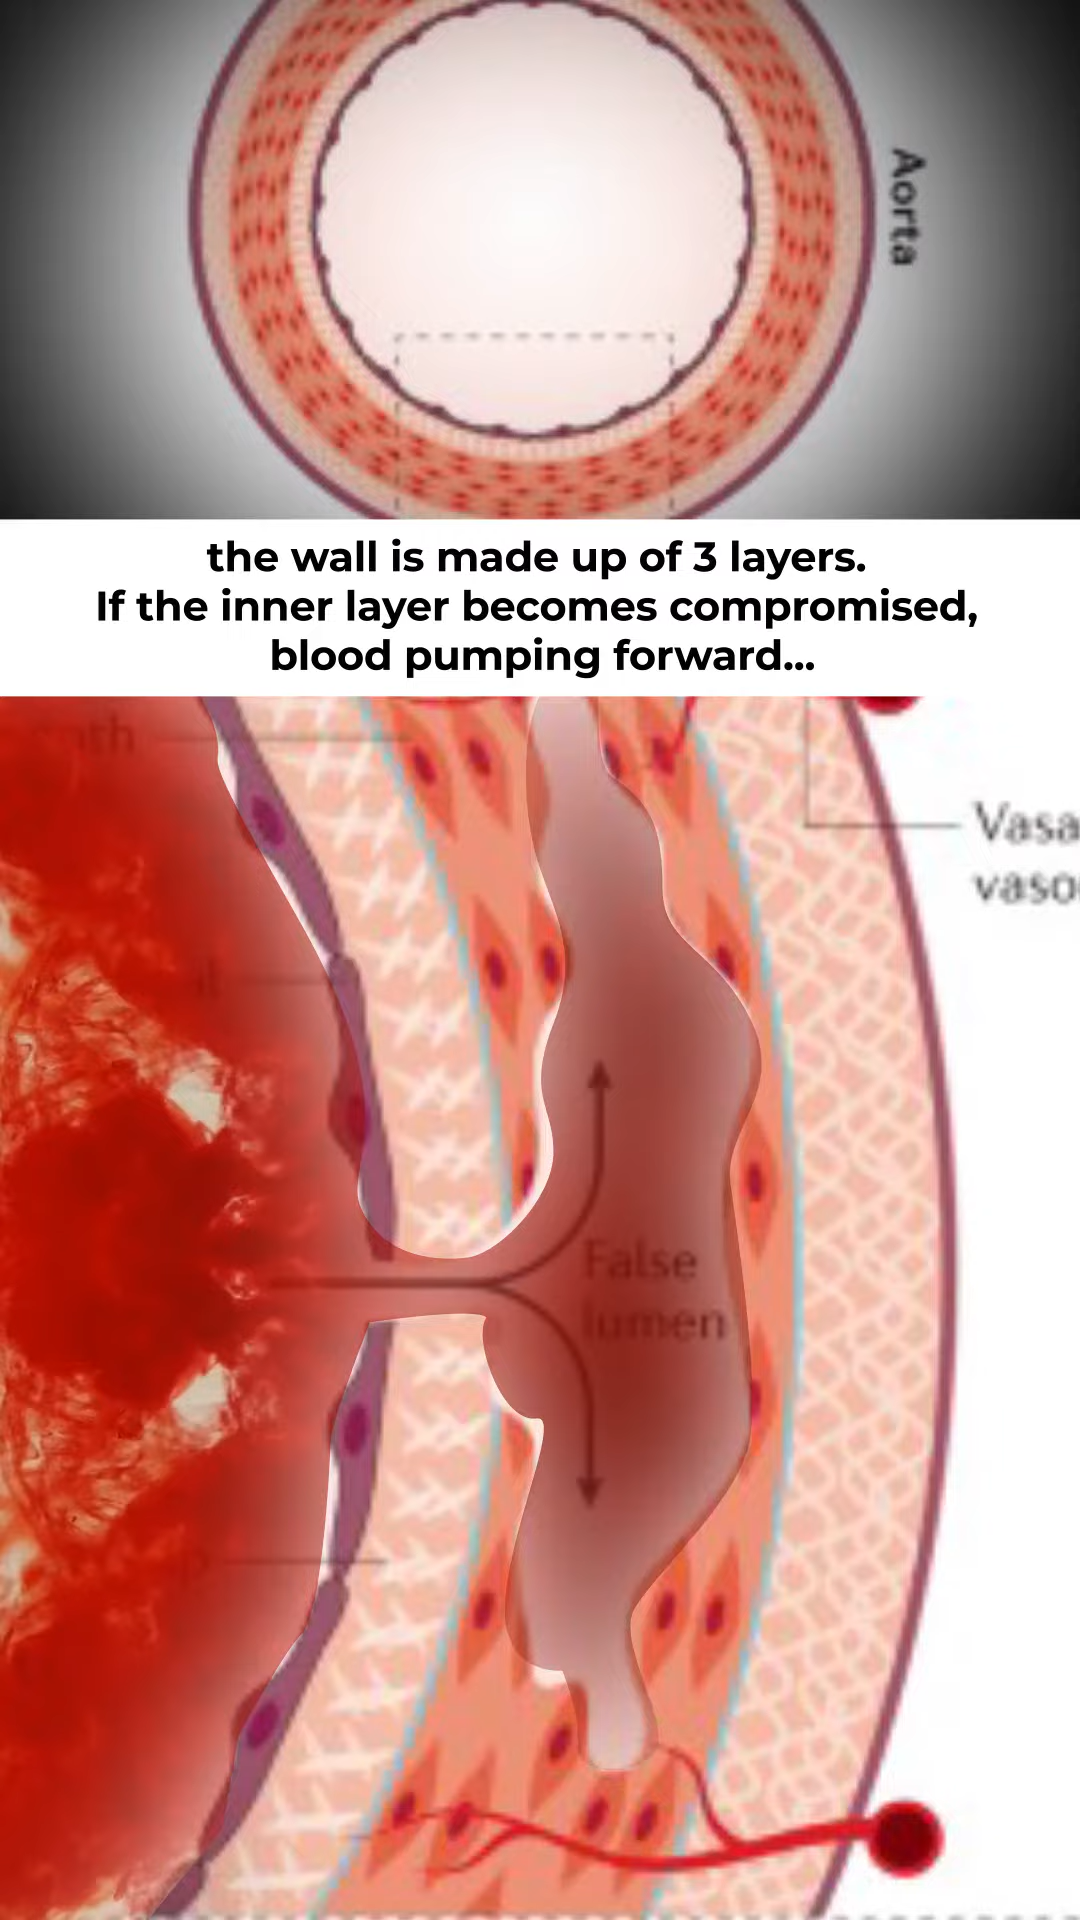 Aorta
the wall is made up of 3 layers.
If the inner layer becomes compromised,
blood pumping forward...
Vasa
vaso
False
lumen